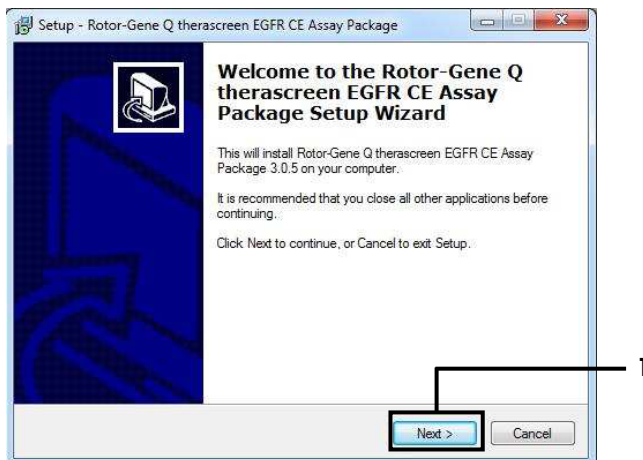 Setup - Rotor-Gene Q therascreen EGFR CE Assay Package
Welcome to the Rotor-Gene Q
therascreen EGFR CE Assay
Package Setup Wizard
This will install Rotor-Gene Q therascreen EGFR CE Assay
Package 3.0.5 on your computer.
It is recommended that you close all other applications before
continuing.
Click Next to continue, or Cancel to exit Setup.
1
Next >
Cancel